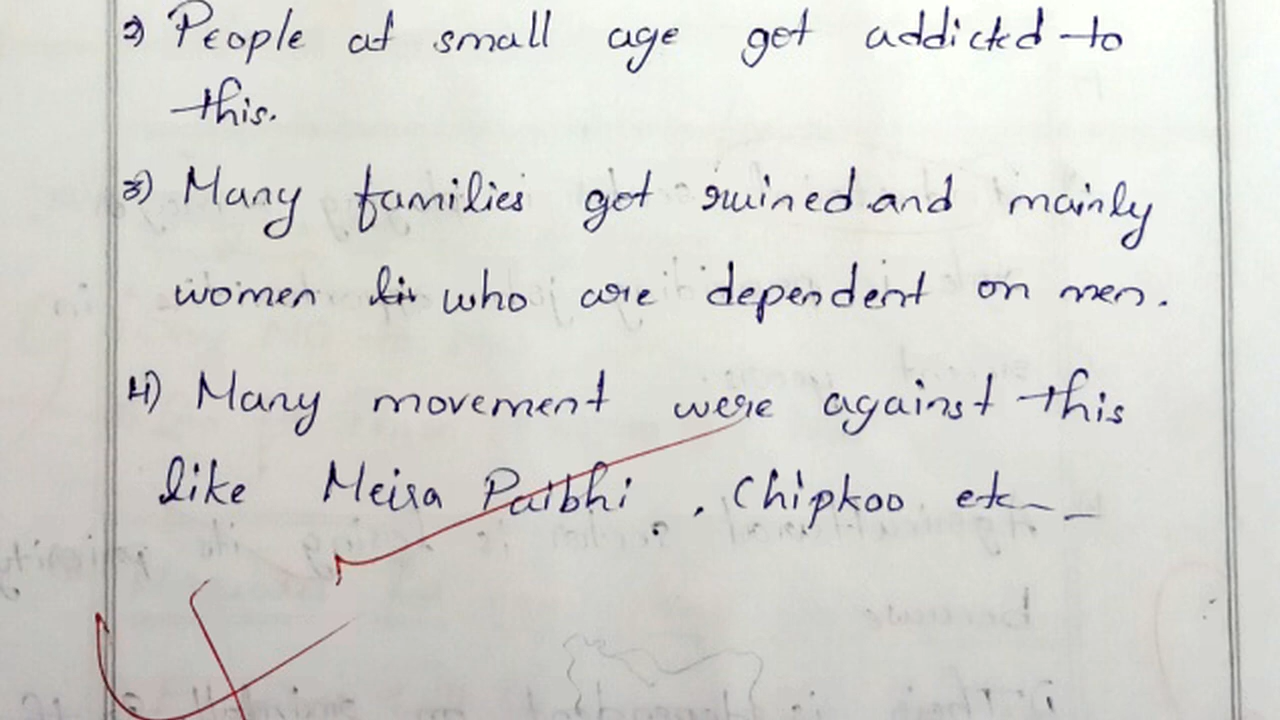 2) People at small age get addicted to
this.
3) Many families got ruined and mainly
women who are dependent on men.
4) Many movement were against this
like Meira Paibhi , Chipkoo etc--